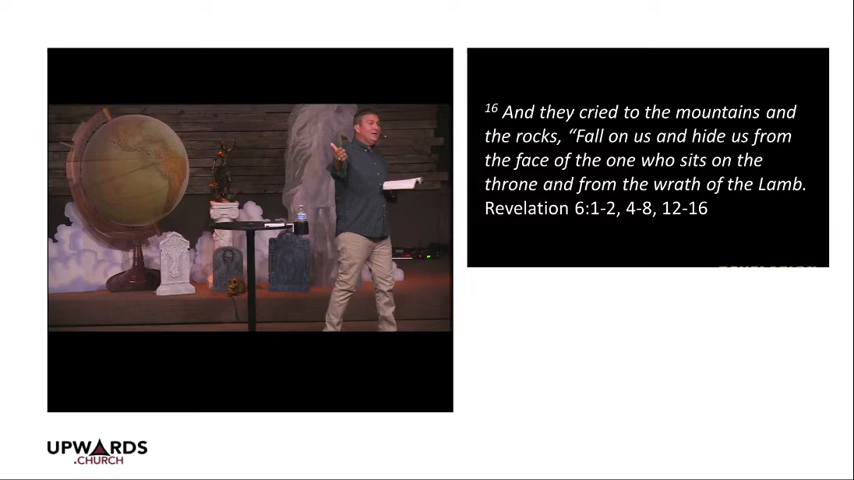 16 And they cried to the mountains and
the rocks, “Fall on us and hide us from
the face of the one who sits on the
throne and from the wrath of the Lamb.
Revelation 6:1-2, 4-8, 12-16
UPWARDS
.CHURCH